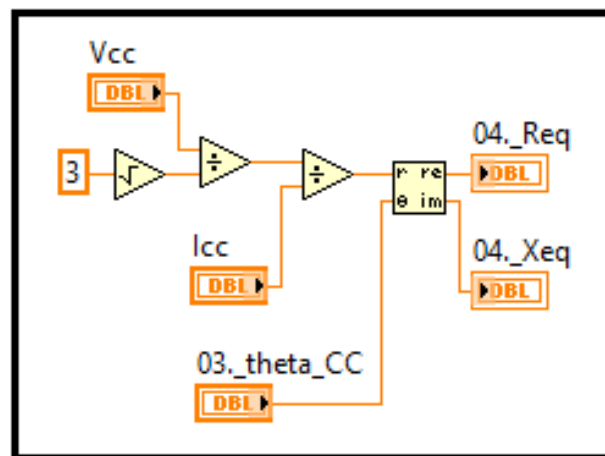 Vcc
DBL
3
√
÷
÷
r re
θ im
04._Req
DBL
Icc
DBL
04._Xeq
DBL
03._theta_CC
DBL